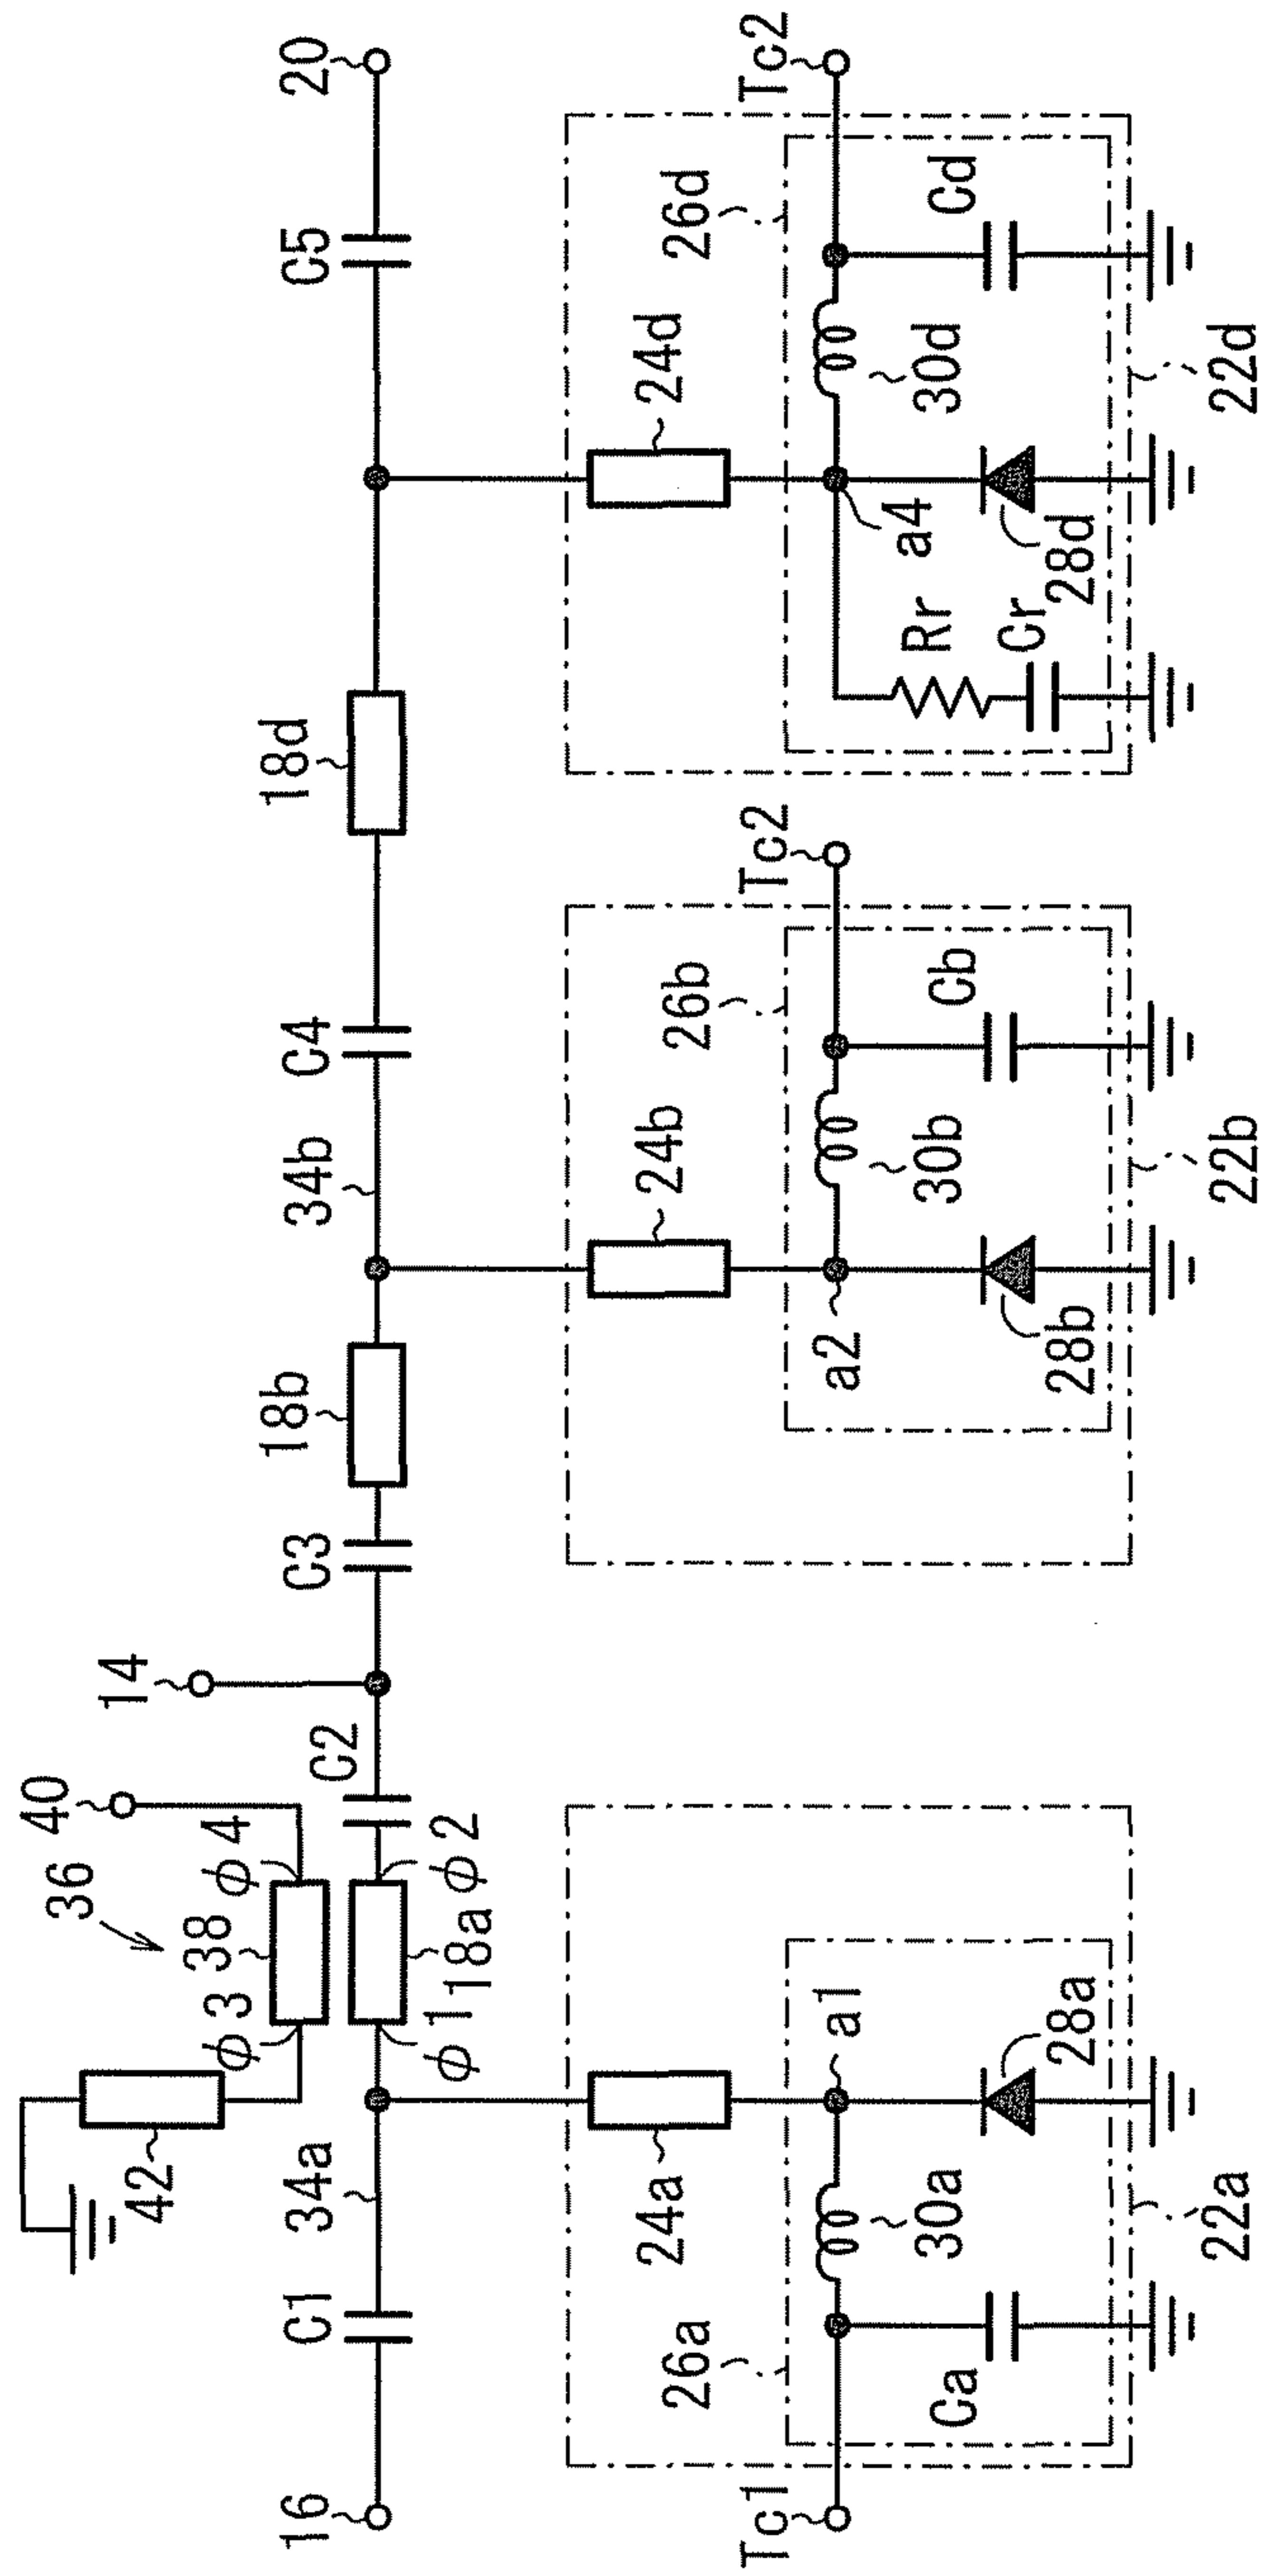 42
36
40
14
φ3
38
φ4
16
C1
34a
φ1
18a
φ2
C2
C3
18b
34b
C4
18d
C5
20
24a
24b
24d
26a
26b
26d
Tc1
30a
a1
a2
30b
Tc2
a4
30d
Tc2
Ca
28a
28b
Cb
Rr
Cr
28d
Cd
22a
22b
22d